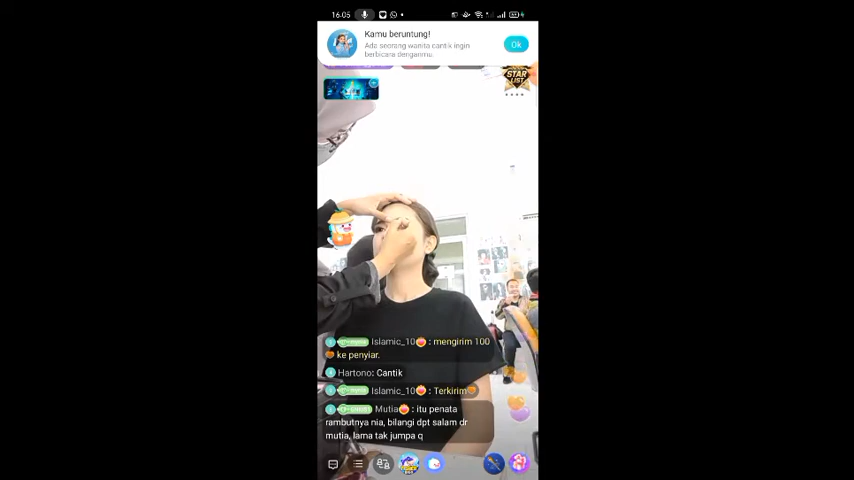 16.05
Kamu beruntung!
Ada seorang wanita cantik ingin
berbicara denganmu.
Ok
STAR
LIST
Islamic_10 : mengirim 100
ke penyiar.
Hartono: Cantik
Islamic_10 : Terkirim
Mutia : itu penata
rambutnya nia, bilangi dpt salam dr
mutia, lama tak jumpa q